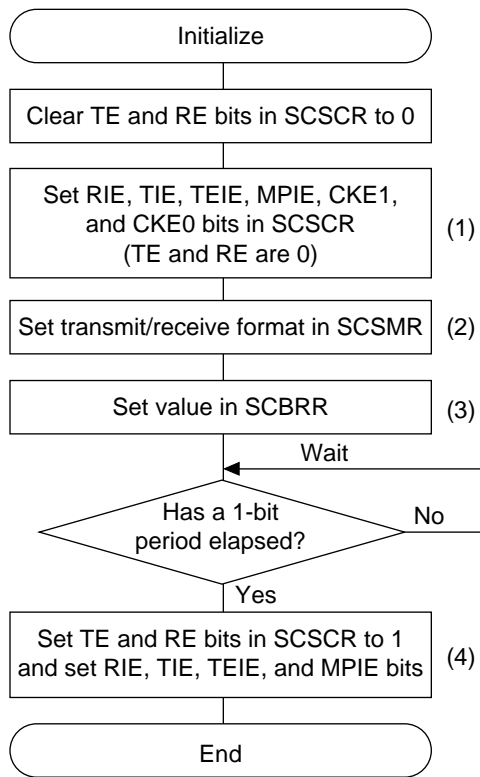 Initialize
Clear TE and RE bits in SCSCR to 0
Set RIE, TIE, TEIE, MPIE, CKE1,
and CKE0 bits in SCSCR
(TE and RE are 0)
(1)
Set transmit/receive format in SCSMR
(2)
Set value in SCBRR
(3)
Wait
Has a 1-bit
period elapsed?
No
Yes
Set TE and RE bits in SCSCR to 1
and set RIE, TIE, TEIE, and MPIE bits
(4)
End